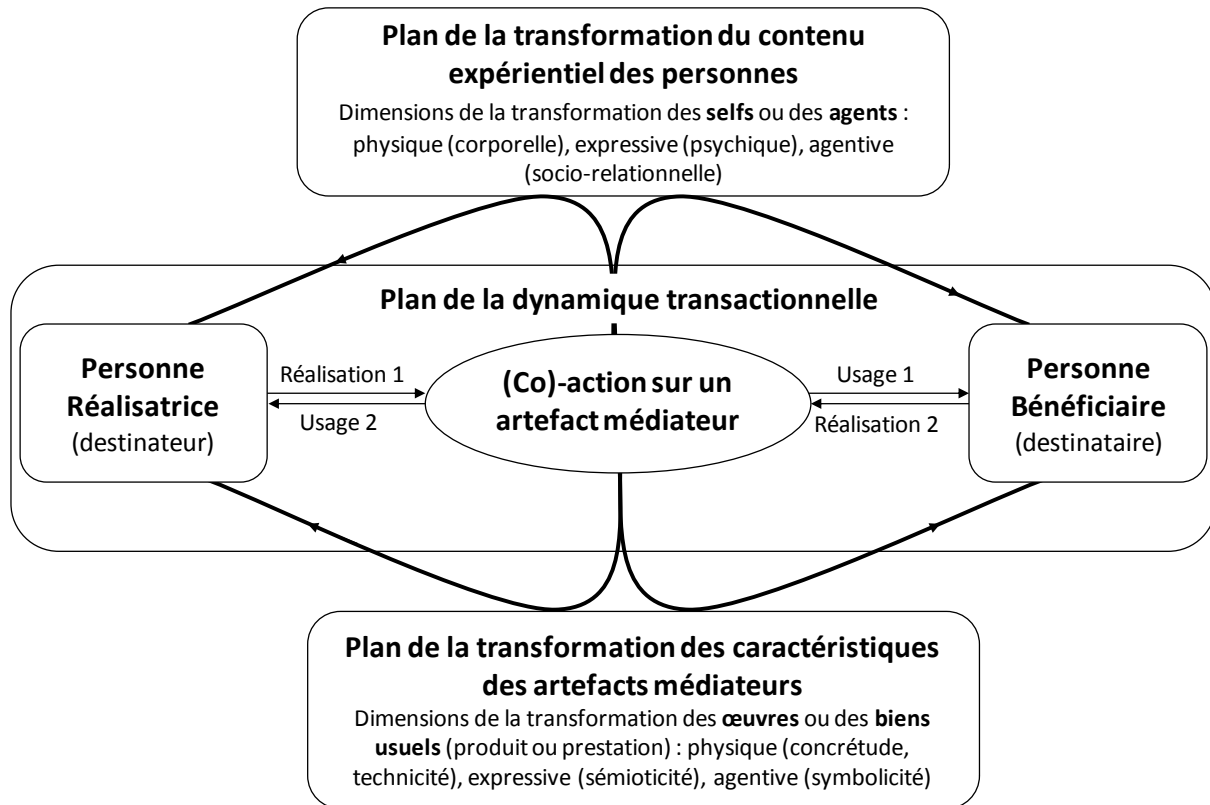 Plan de la transformation du contenu
expérientiel des personnes
Dimensions de la transformation des selfs ou des agents :
physique (corporelle), expressive (psychique), agentive
(socio-relationnelle)
Plan de la dynamique transactionnelle
Personne
Réalisatrice
(destinateur)
Réalisation 1
Usage 2
(Co)-action sur un
artefact médiateur
Usage 1
Réalisation 2
Personne
Bénéficiaire
(destinataire)
Plan de la transformation des caractéristiques
des artefacts médiateurs
Dimensions de la transformation des œuvres ou des biens
usuels (produit ou prestation) : physique (concrétude,
technicité), expressive (sémioticité), agentive (symbolicité)